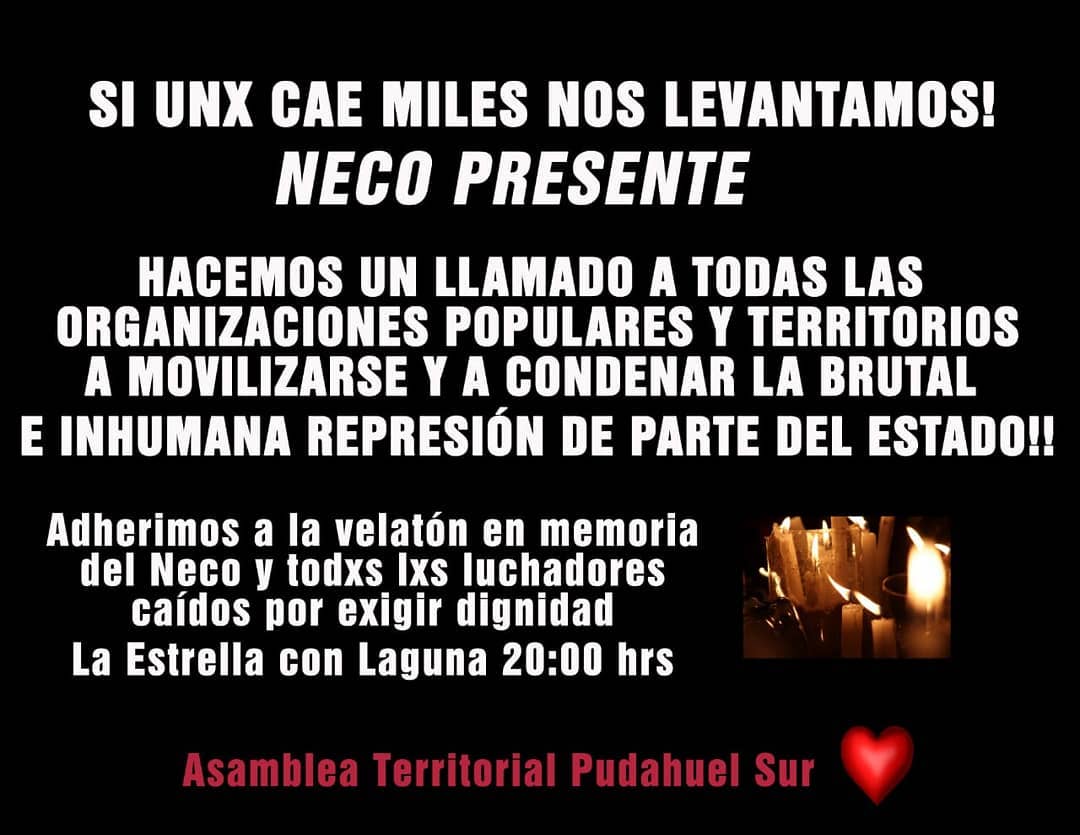 SI UNX CAE MILES NOS LEVANTAMOS!
NECO PRESENTE
HACEMOS UN LLAMADO A TODAS LAS
ORGANIZACIONES POPULARES Y TERRITORIOS
A MOVILIZARSE Y A CONDENAR LA BRUTAL
E INHUMANA REPRESIÓN DE PARTE DEL ESTADO!!
Adherimos a la velatón en memoria
del Neco y todxs lxs luchadores
caídos por exigir dignidad
La Estrella con Laguna 20:00 hrs
Asamblea Territorial Pudahuel Sur